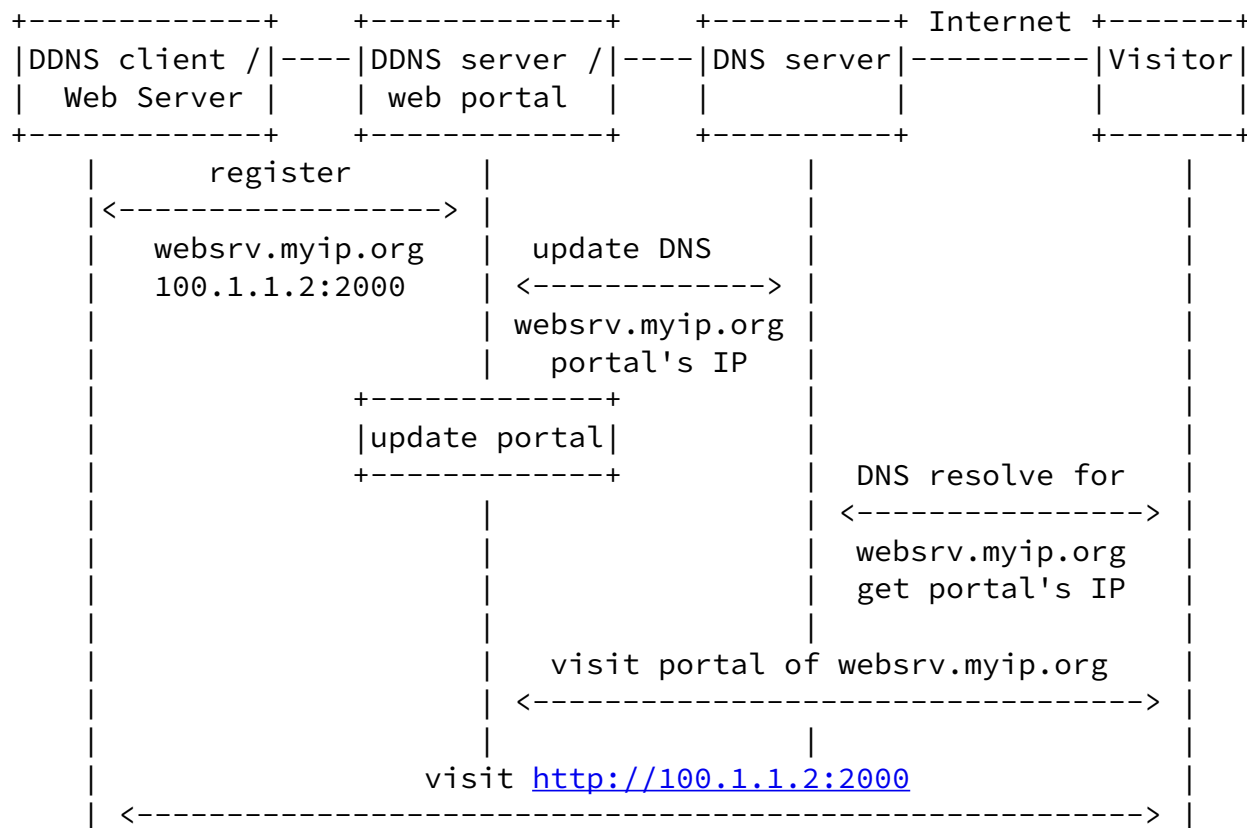 Internet
DDNS client / DDNS server / DNS server Visitor
Web Server web portal
register
websrv.myip.org update DNS
100.1.1.2:2000
websrv.myip.org
portal's IP
update portal
DNS resolve for
websrv.myip.org
get portal's IP
visit portal of websrv.myip.org
visit http://100.1.1.2:2000